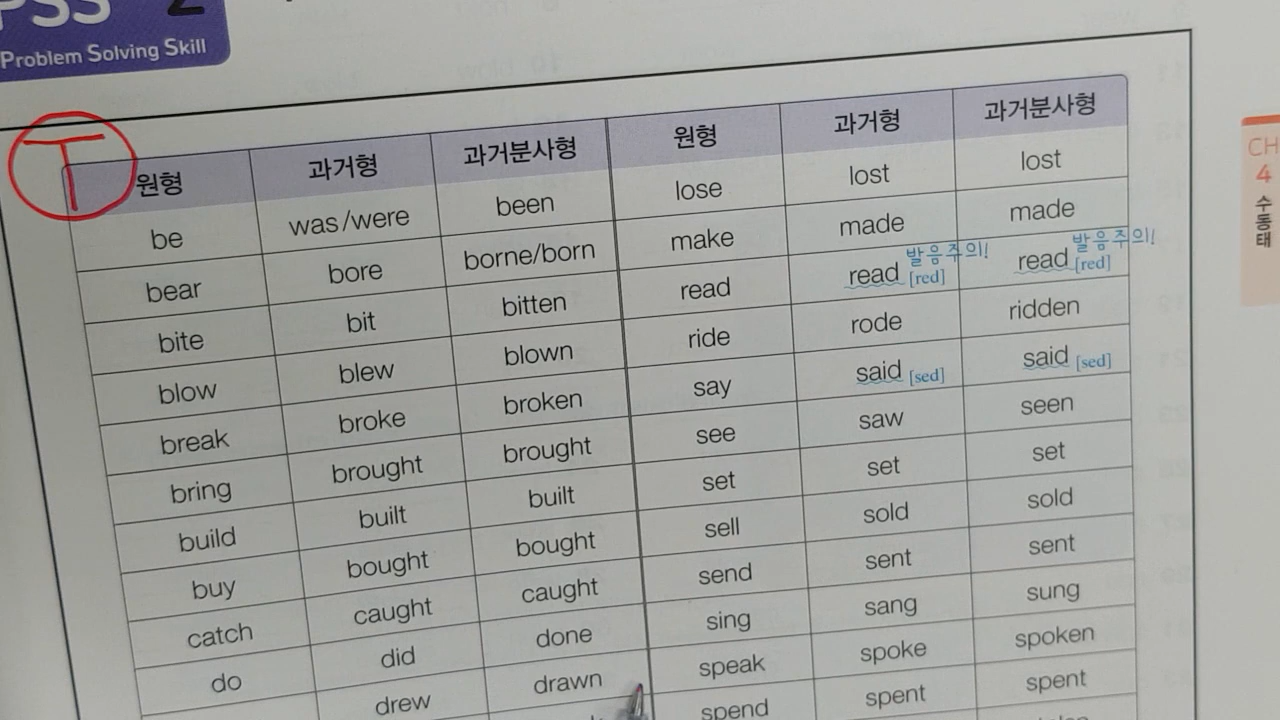 PSS 2
Problem Solving Skill
T
원형 과거형 과거분사형 원형 과거형 과거분사형
be was/were been lose lost lost
bear bore borne/born make made made
발음주의! 발음주의!
bite bit bitten read read [red] read [red]
blow blew blown ride rode ridden
break broke broken say said [sed] said [sed]
bring brought brought see saw seen
build built built set set set
buy bought bought sell sold sold
catch caught caught send sent sent
do did done sing sang sung
drew drawn speak spoke spoken
spend spent spent
CH
4
수동태